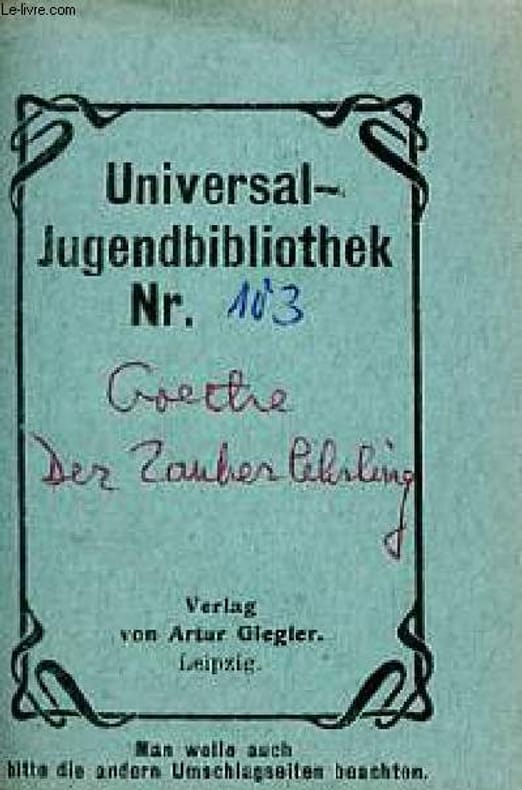 Le-livre.com
Universal-
Jugendbibliothek
Nr. 103
Goethe
Der Zauberlehrling
Verlag
von Artur Giegler.
Leipzig.
Man wolle auch
bitte die andern Umschlagseiten beachten.